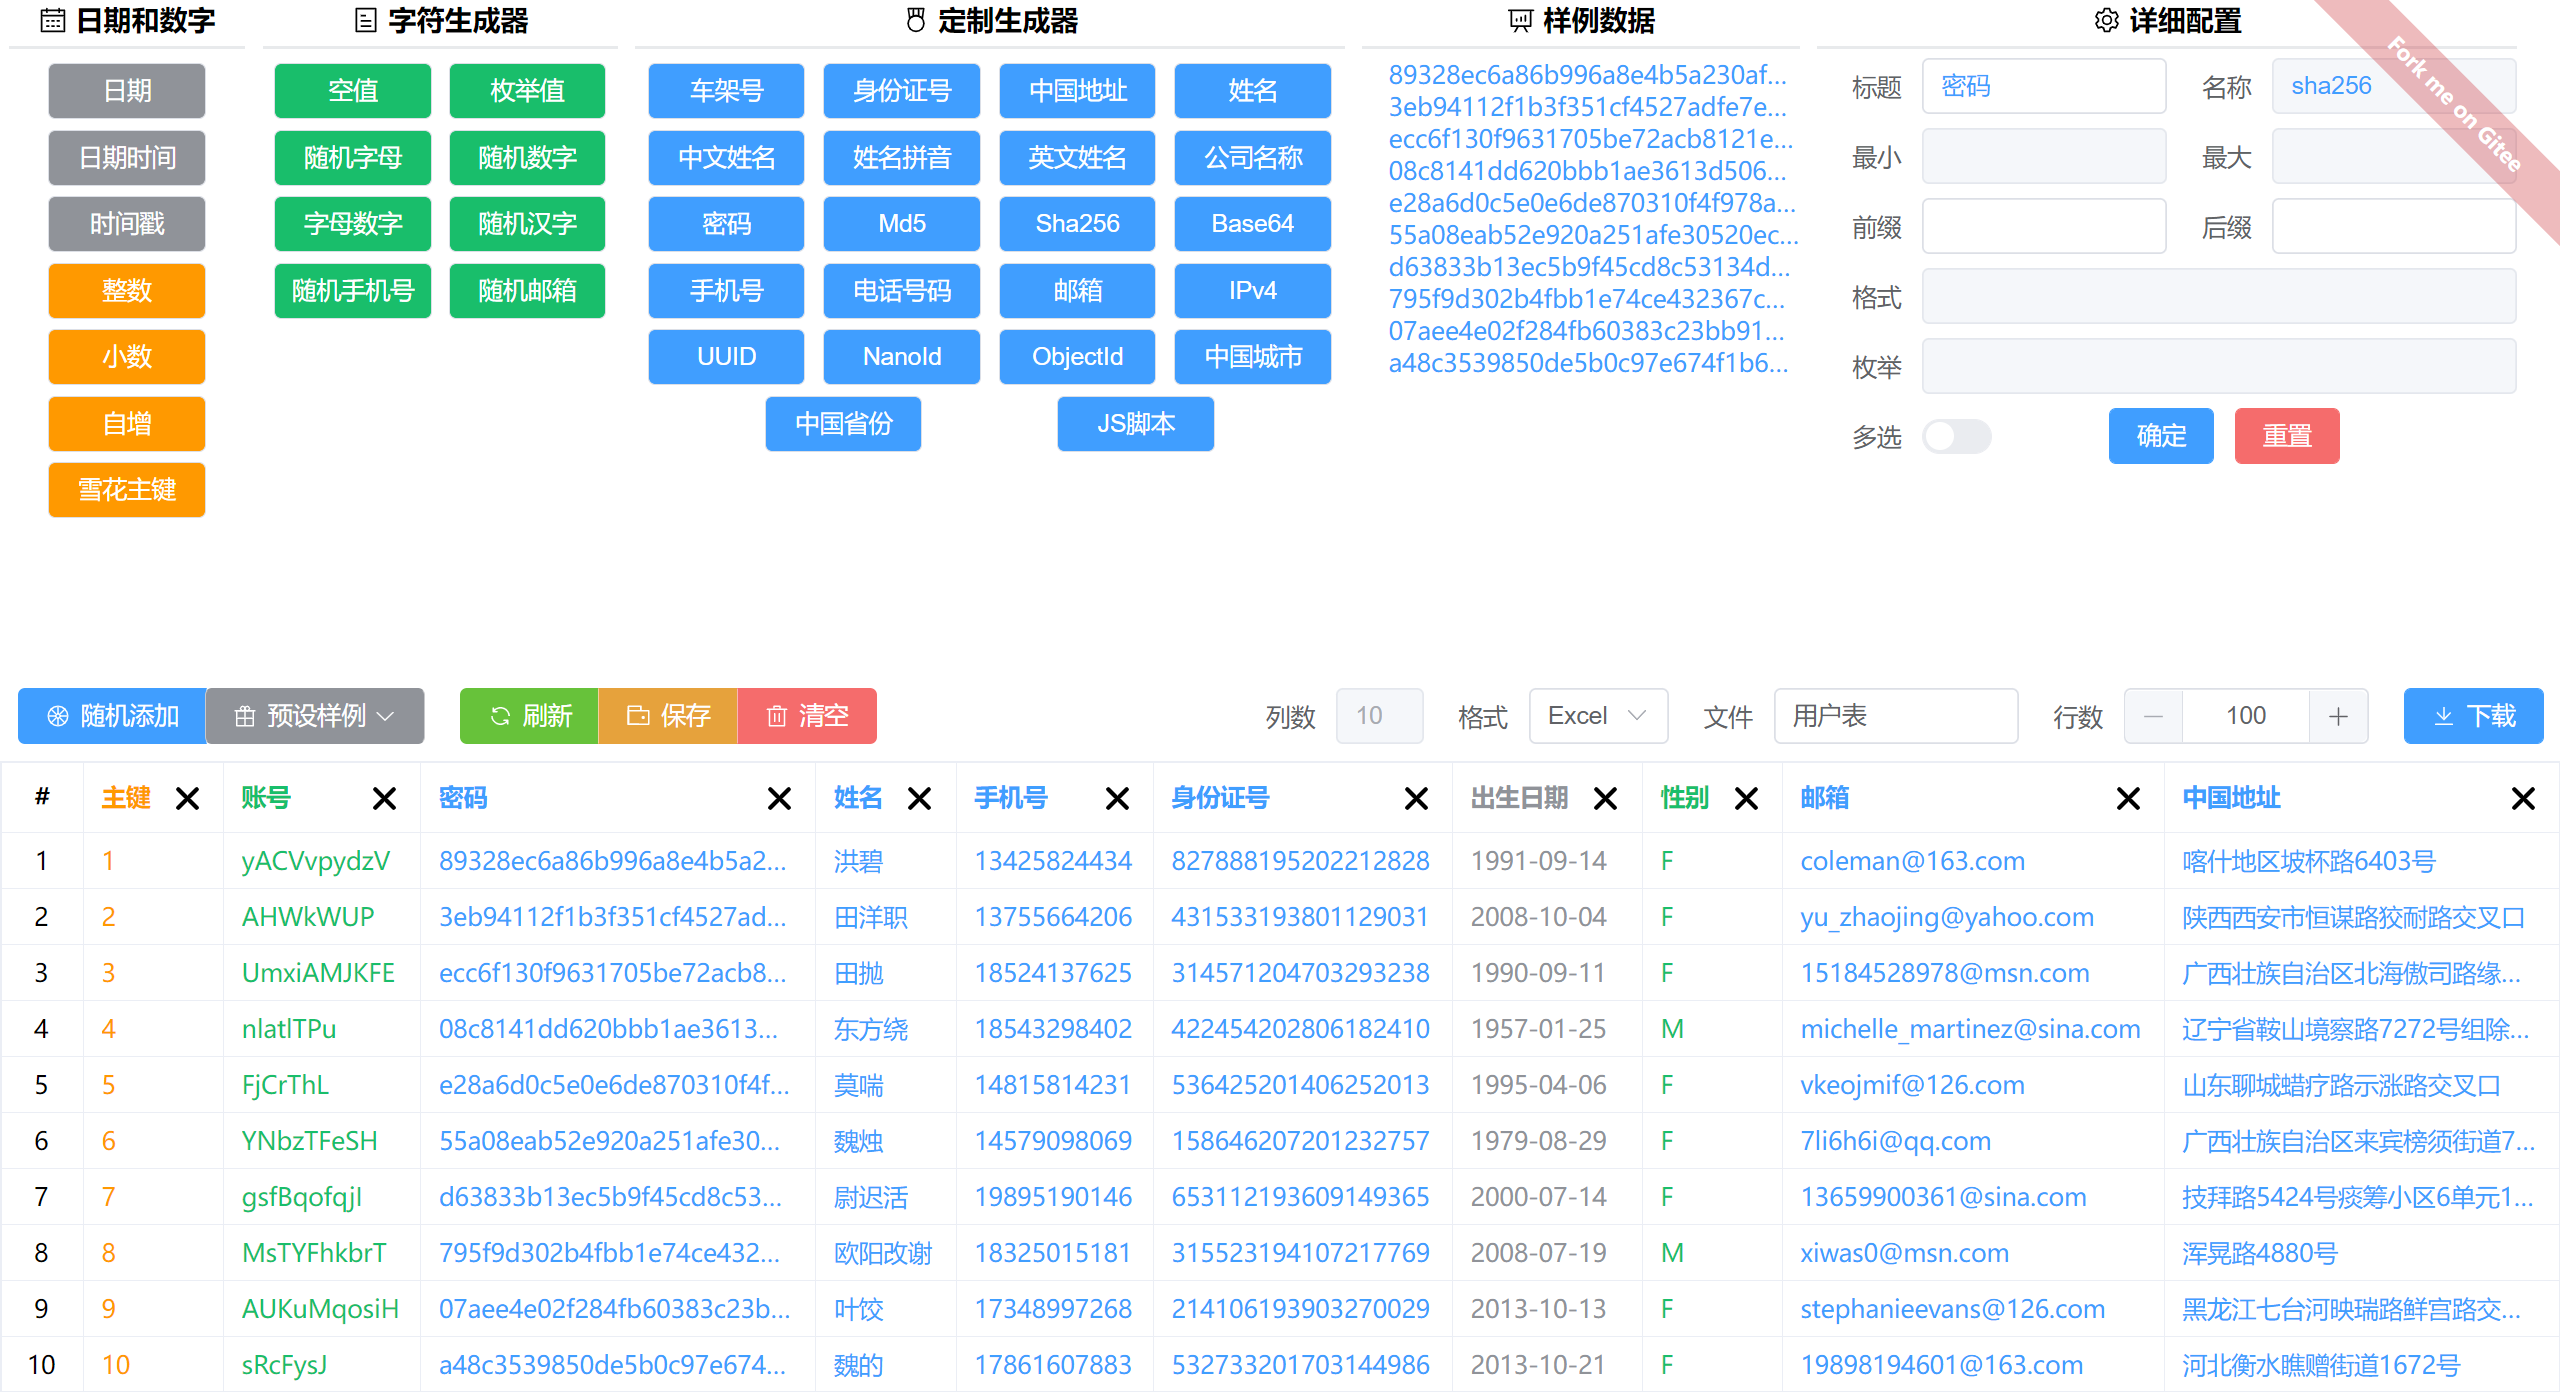 日期和数字
日期
日期时间
时间戳
整数
小数
自增
雪花主键
字符生成器
空值 枚举值
随机字母 随机数字
字母数字 随机汉字
随机手机号 随机邮箱
定制生成器
车架号 身份证号 中国地址 姓名
中文姓名 姓名拼音 英文姓名 公司名称
密码 Md5 Sha256 Base64
手机号 电话号码 邮箱 IPv4
UUID NanoId ObjectId 中国城市
中国省份 JS脚本
样例数据
89328ec6a86b996a8e4b5a230af...
3eb94112f1b3f351cf4527adfe7e...
ecc6f130f9631705be72acb8121e...
08c8141dd620bbb1ae3613d506...
e28a6d0c5e0e6de870310f4f978a...
55a08eab52e920a251afe30520ec...
d63833b13ec5b9f45cd8c53134d...
795f9d302b4fbb1e74ce432367c...
07aee4e02f284fb60383c23bb91...
a48c3539850de5b0c97e674f1b6...
详细配置
Fork me on Gitee
标题 密码 名称 sha256
最小 最大
前缀 后缀
格式
枚举
多选 确定 重置
随机添加 预设样例 刷新 保存 清空 列数 10 格式 Excel 文件 用户表 行数 100 下载
# 主键 账号 密码 姓名 手机号 身份证号 出生日期 性别 邮箱 中国地址
1 1 yACVvpydzV 89328ec6a86b996a8e4b5a2... 洪碧 13425824434 827888195202212828 1991-09-14 F coleman@163.com 喀什地区坡杯路6403号
2 2 AHWkWUP 3eb94112f1b3f351cf4527ad... 田洋职 13755664206 431533193801129031 2008-10-04 F yu_zhaojing@yahoo.com 陕西西安市恒谋路狡耐路交叉口
3 3 UmxiAMJKFE ecc6f130f9631705be72acb8... 田抛 18524137625 314571204703293238 1990-09-11 F 15184528978@msn.com 广西壮族自治区北海傲司路缘...
4 4 nlatlTPu 08c8141dd620bbb1ae3613... 东方绕 18543298402 422454202806182410 1957-01-25 M michelle_martinez@sina.com 辽宁省鞍山境察路7272号组除...
5 5 FjCrThL e28a6d0c5e0e6de870310f4f... 莫喘 14815814231 536425201406252013 1995-04-06 F vkeojmif@126.com 山东聊城蜡疗路示涨路交叉口
6 6 YNbzTFeSH 55a08eab52e920a251afe30... 魏烛 14579098069 158646207201232757 1979-08-29 F 7li6h6i@qq.com 广西壮族自治区来宾榜须街道7...
7 7 gsfBqofqjI d63833b13ec5b9f45cd8c53... 尉迟活 19895190146 653112193609149365 2000-07-14 F 13659900361@sina.com 技拜路5424号痰筹小区6单元1...
8 8 MsTYFhkbrT 795f9d302b4fbb1e74ce432... 欧阳改谢 18325015181 315523194107217769 2008-07-19 M xiwas0@msn.com 浑晃路4880号
9 9 AUKuMqosiH 07aee4e02f284fb60383c23b... 叶饺 17348997268 214106193903270029 2013-10-13 F stephanieevans@126.com 黑龙江七台河映瑞路鲜宫路交...
10 10 sRcFysJ a48c3539850de5b0c97e674... 魏的 17861607883 532733201703144986 2013-10-21 F 19898194601@163.com 河北衡水瞧赠街道1672号